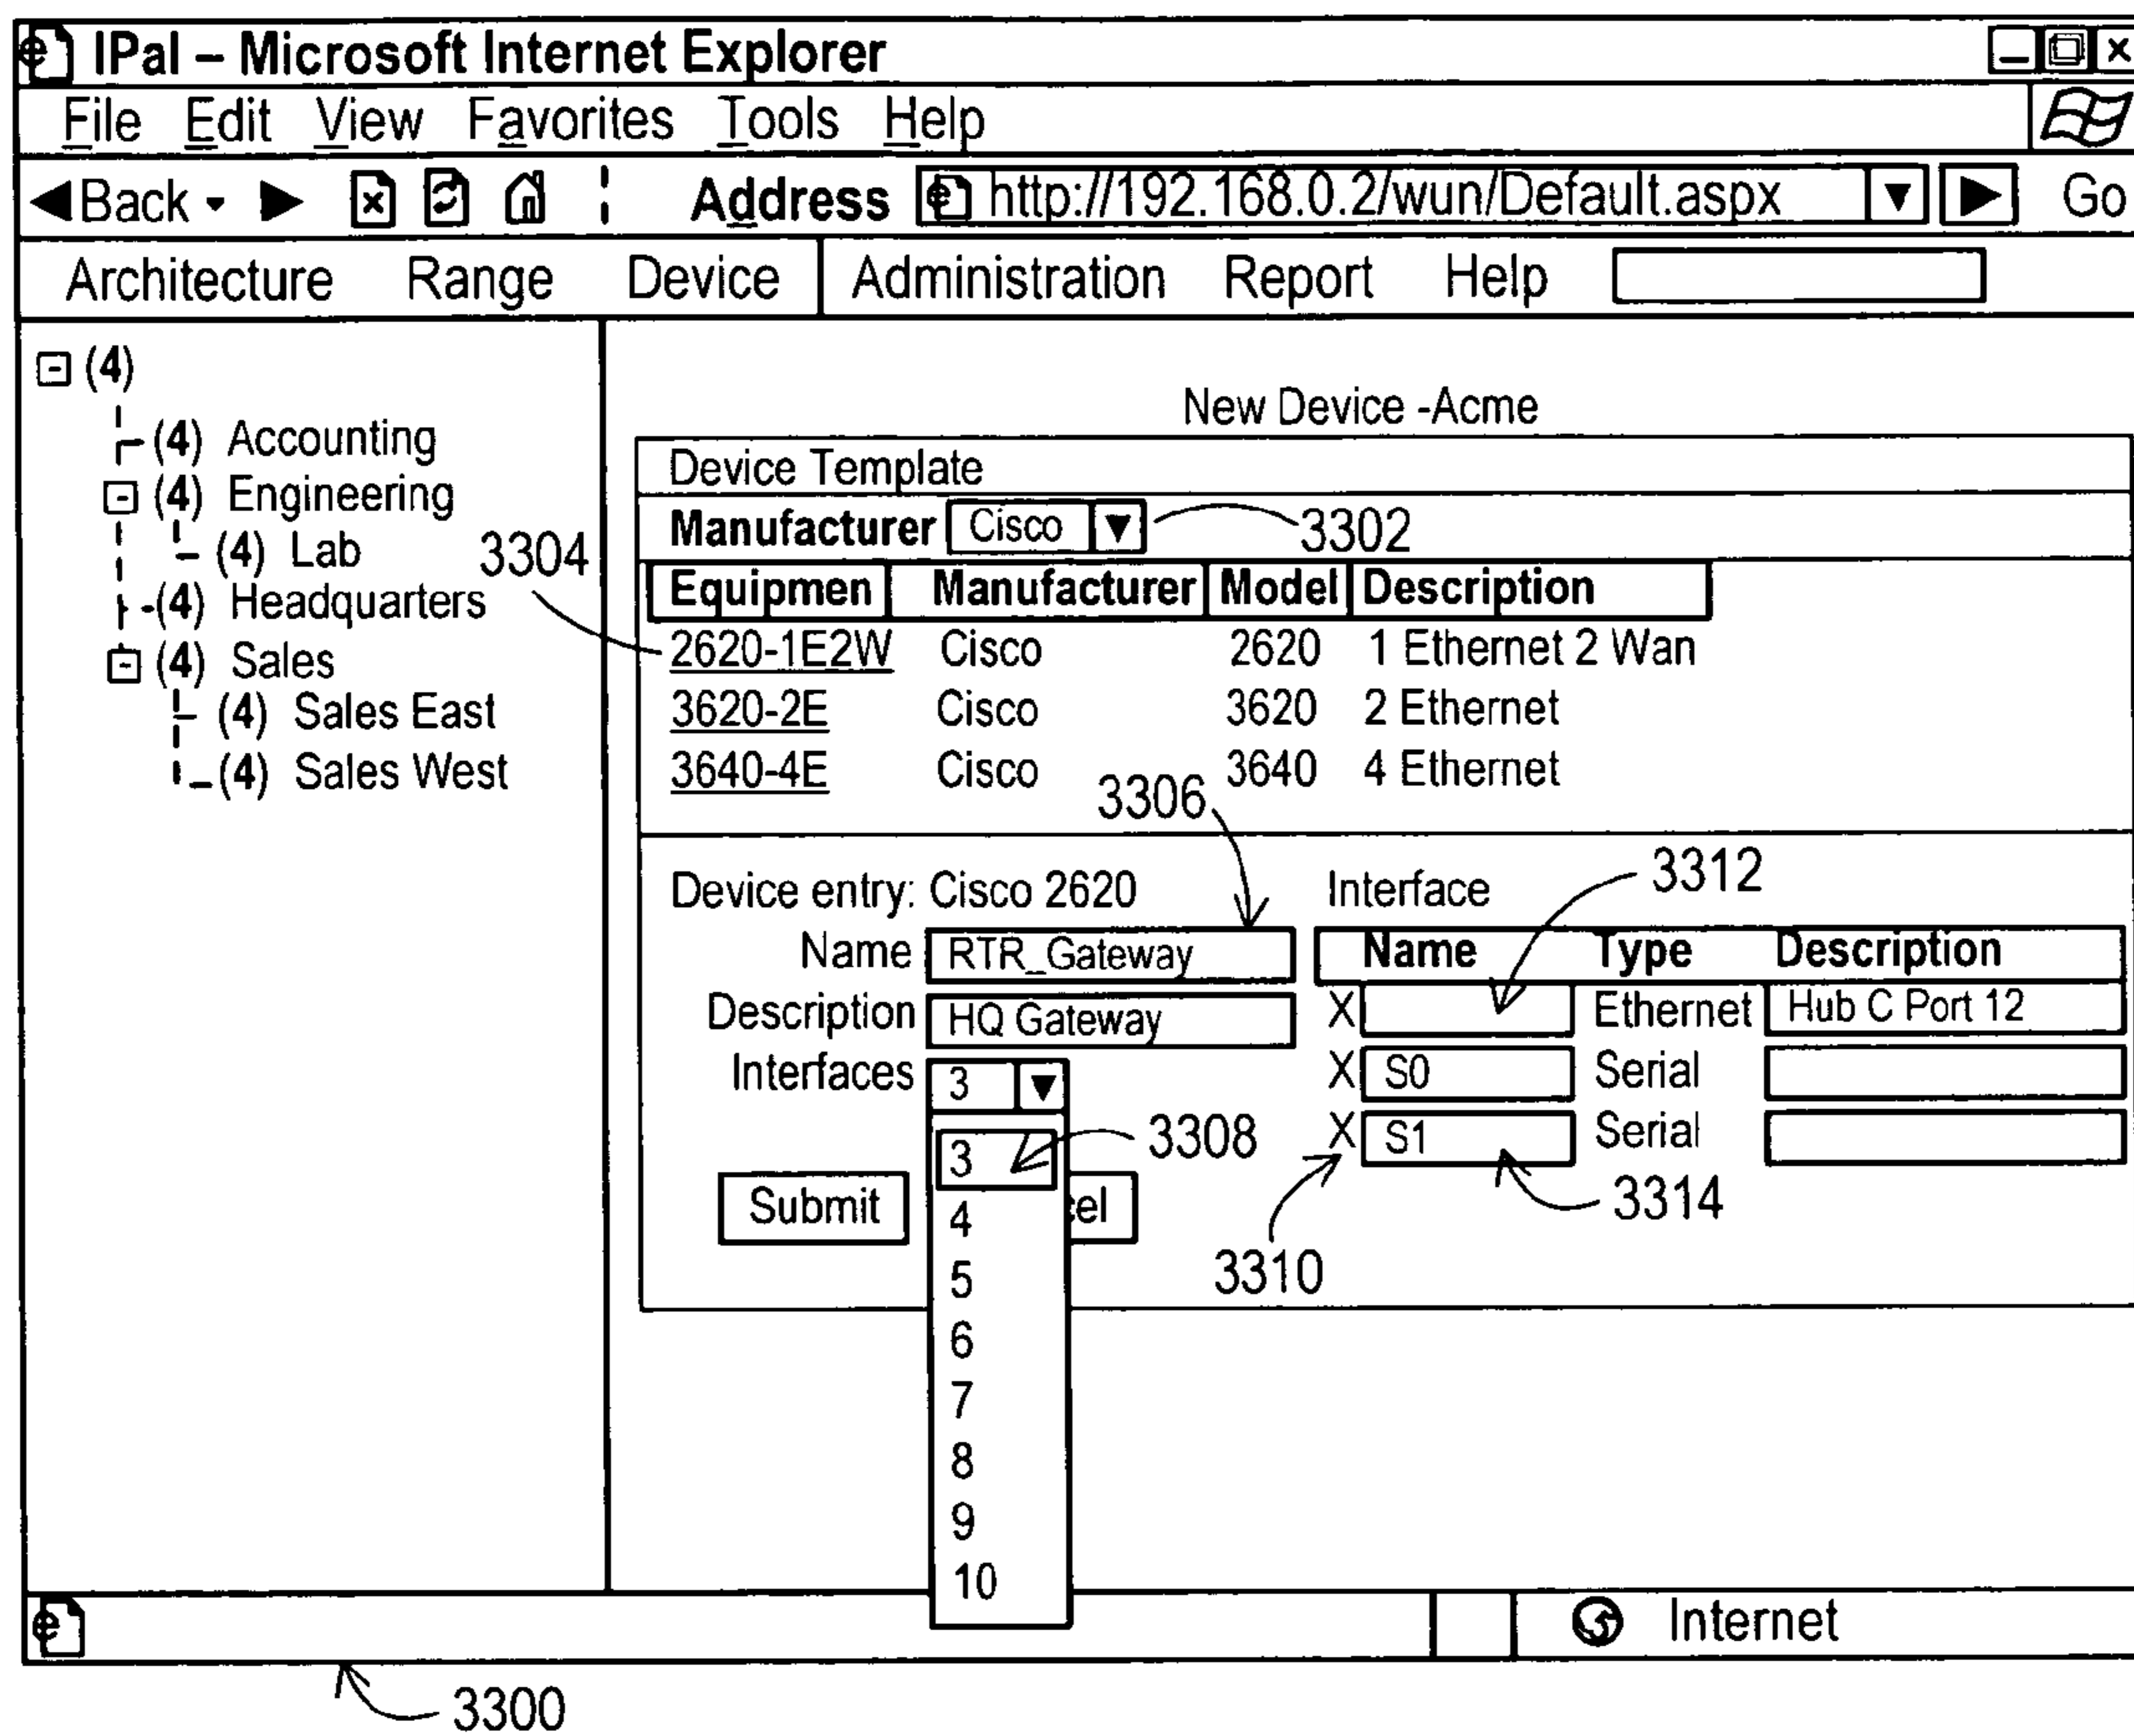 IPal – Microsoft Internet Explorer
File Edit View Favorites Tools Help
Back Address http://192.168.0.2/wun/Default.aspx Go
Architecture Range Device Administration Report Help
(4)
(4) Accounting
(4) Engineering
(4) Lab
(4) Headquarters
(4) Sales
(4) Sales East
(4) Sales West
New Device -Acme
Device Template
Manufacturer Cisco 3302
3304
Equipmen Manufacturer Model Description
2620-1E2W Cisco 2620 1 Ethernet 2 Wan
3620-2E Cisco 3620 2 Ethernet
3640-4E Cisco 3640 4 Ethernet
3306
Device entry: Cisco 2620
Name RTR_Gateway
Description HQ Gateway
Interfaces 3
3 3308
4
5
6
7
8
9
10
Submit cel
Interface 3312
Name Type Description
X Ethernet Hub C Port 12
X S0 Serial
X S1 Serial
3314
3310
Internet
3300